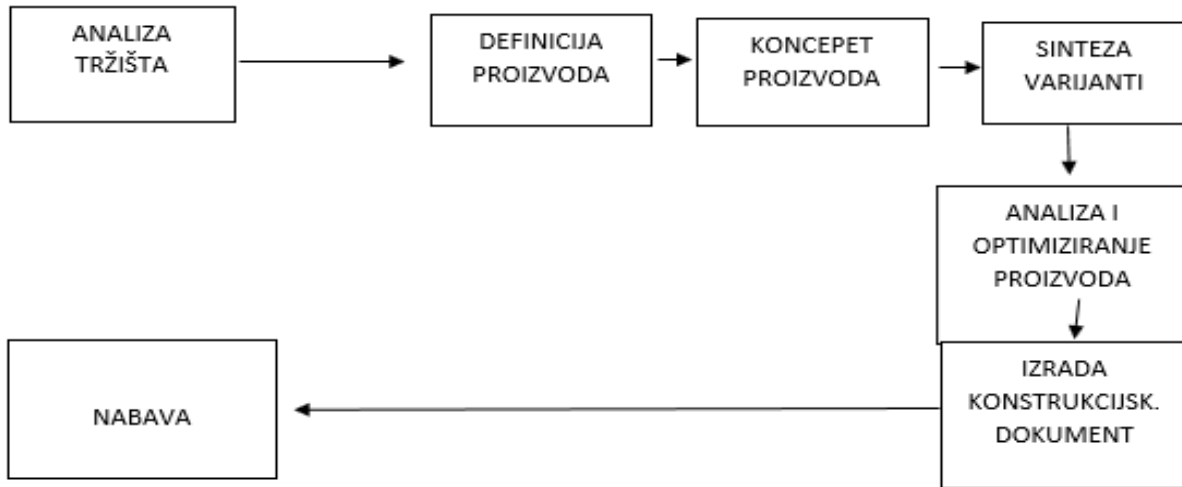 ANALIZA
TRŽIŠTA
DEFINICIJA
PROIZVODA
KONCEPET
PROIZVODA
SINTEZA
VARIJANTI
ANALIZA I
OPTIMIZIRANJE
PROIZVODA
IZRADA
KONSTRUKCIJSK.
DOKUMENT
NABAVA